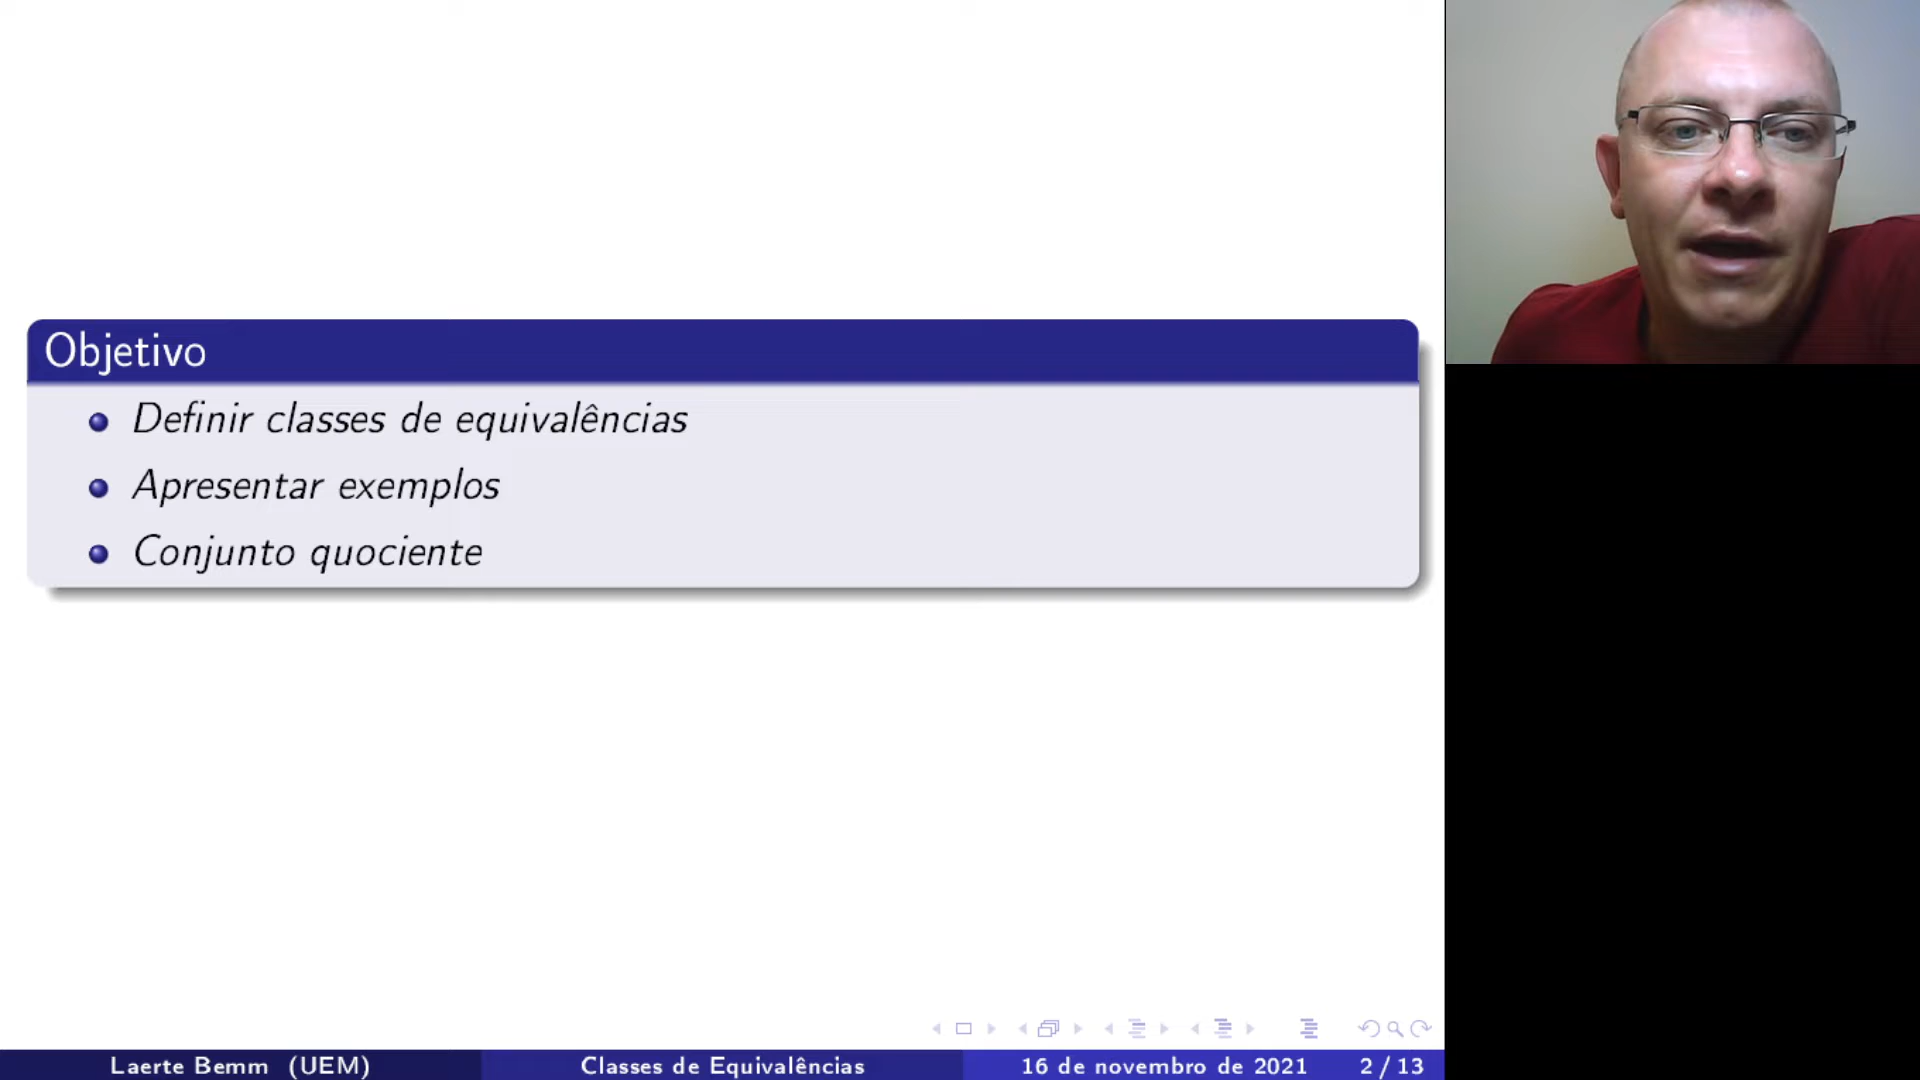 Objetivo
Definir classes de equivalências
Apresentar exemplos
Conjunto quociente
Laerte Bemm (UEM) Classes de Equivalências 16 de novembro de 2021 2 / 13